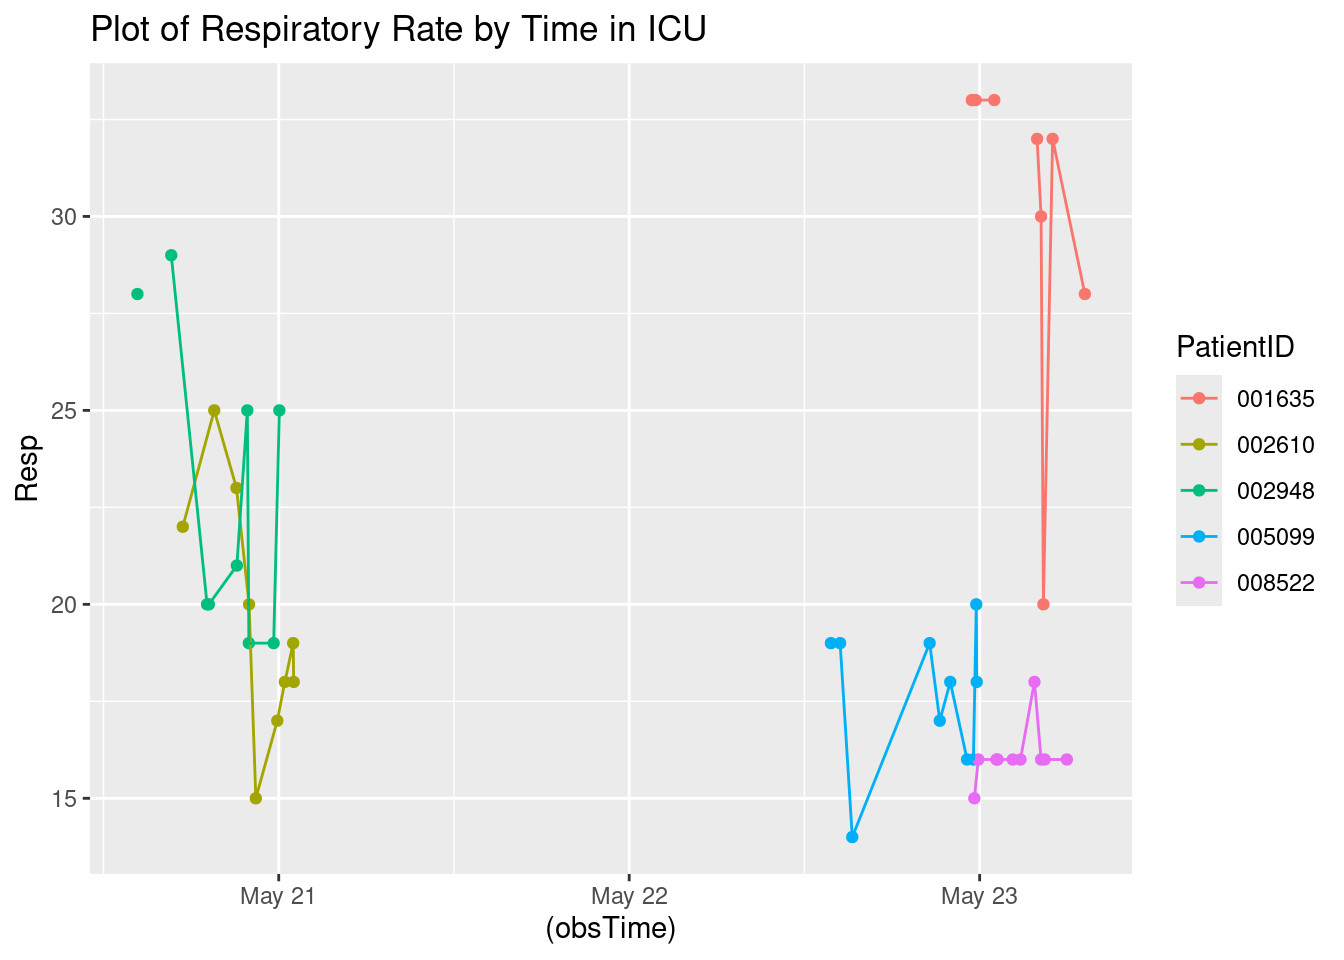 Plot of Respiratory Rate by Time in ICU
30
25
20
15
Resp
May 21
May 22
May 23
(obsTime)
PatientID
001635
002610
002948
005099
008522